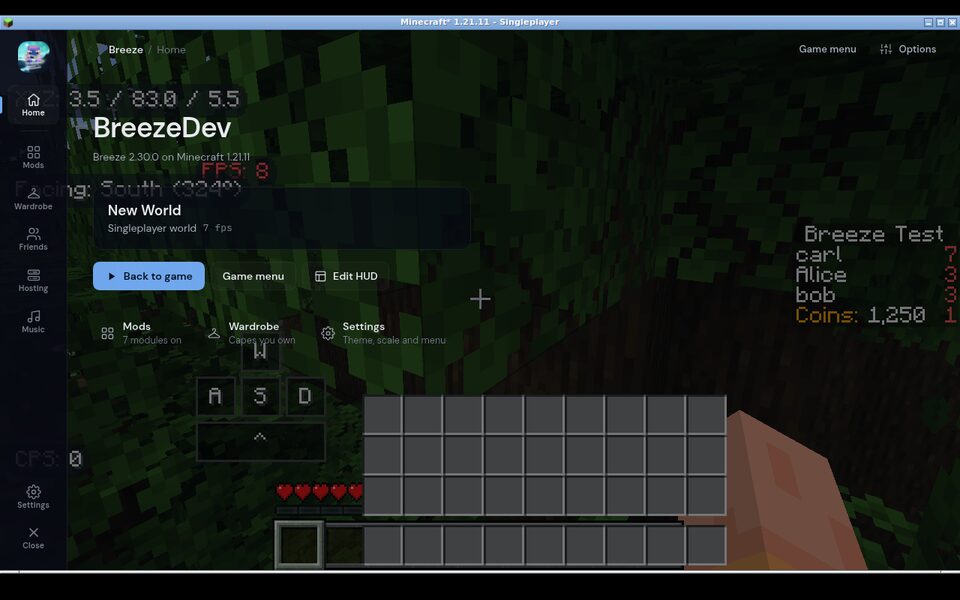 Minecraft* 1.21.11 - Singleplayer
Breeze / Home
Game menu
Options
3.5 / 83.0 / 5.5
Home
BreezeDev
Breeze 2.30.0 on Minecraft 1.21.11
FPS: 8
Mods
Facing: South (324°)
Wardrobe
New World
Singleplayer world 7 fps
Friends
Breeze Test
carl 7
Alice 3
bob 3
Coins: 1,250 1
Back to game
Game menu
Edit HUD
Hosting
Music
Mods
7 modules on
Wardrobe
Capes you own
Settings
Theme, scale and menu
W
A S D
^
CPS: 0
Settings
Close